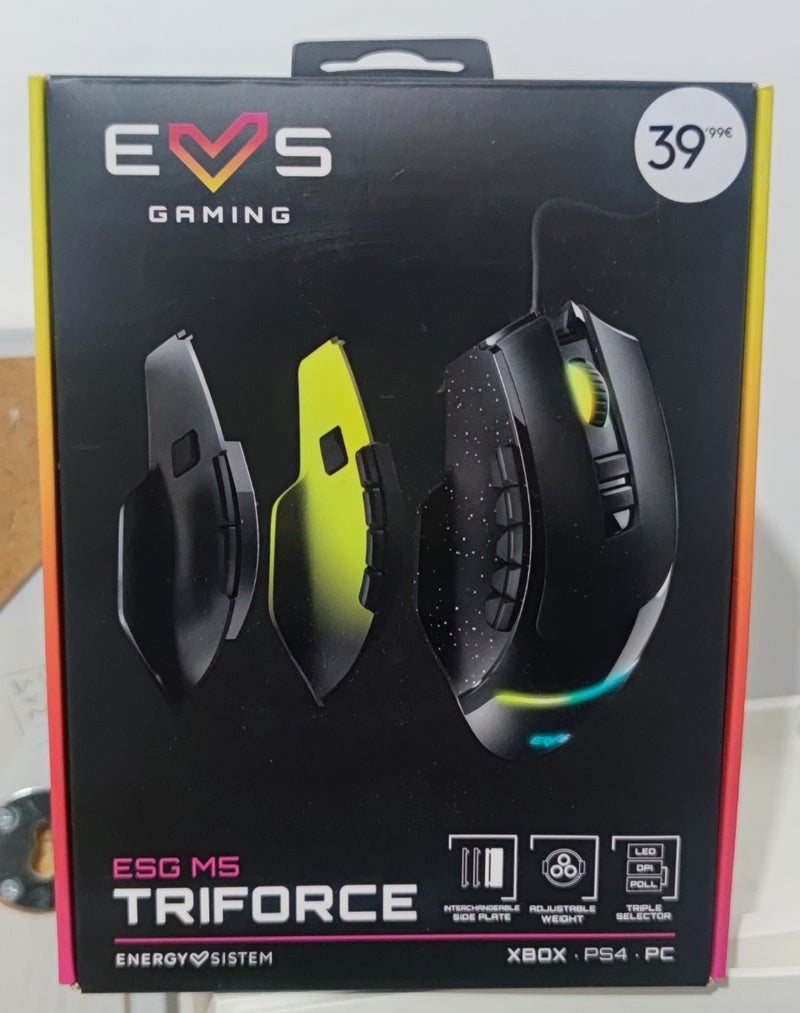 E S
GAMING
39'99€
EVS
ESG M5
TRIFORCE
INTERCHANGEABLE
SIDE PLATE
ADJUSTABLE
WEIGHT
LED
DPI
POLL
TRIPLE
SELECTOR
ENERGY SISTEM
XBOX · PS4 · PC